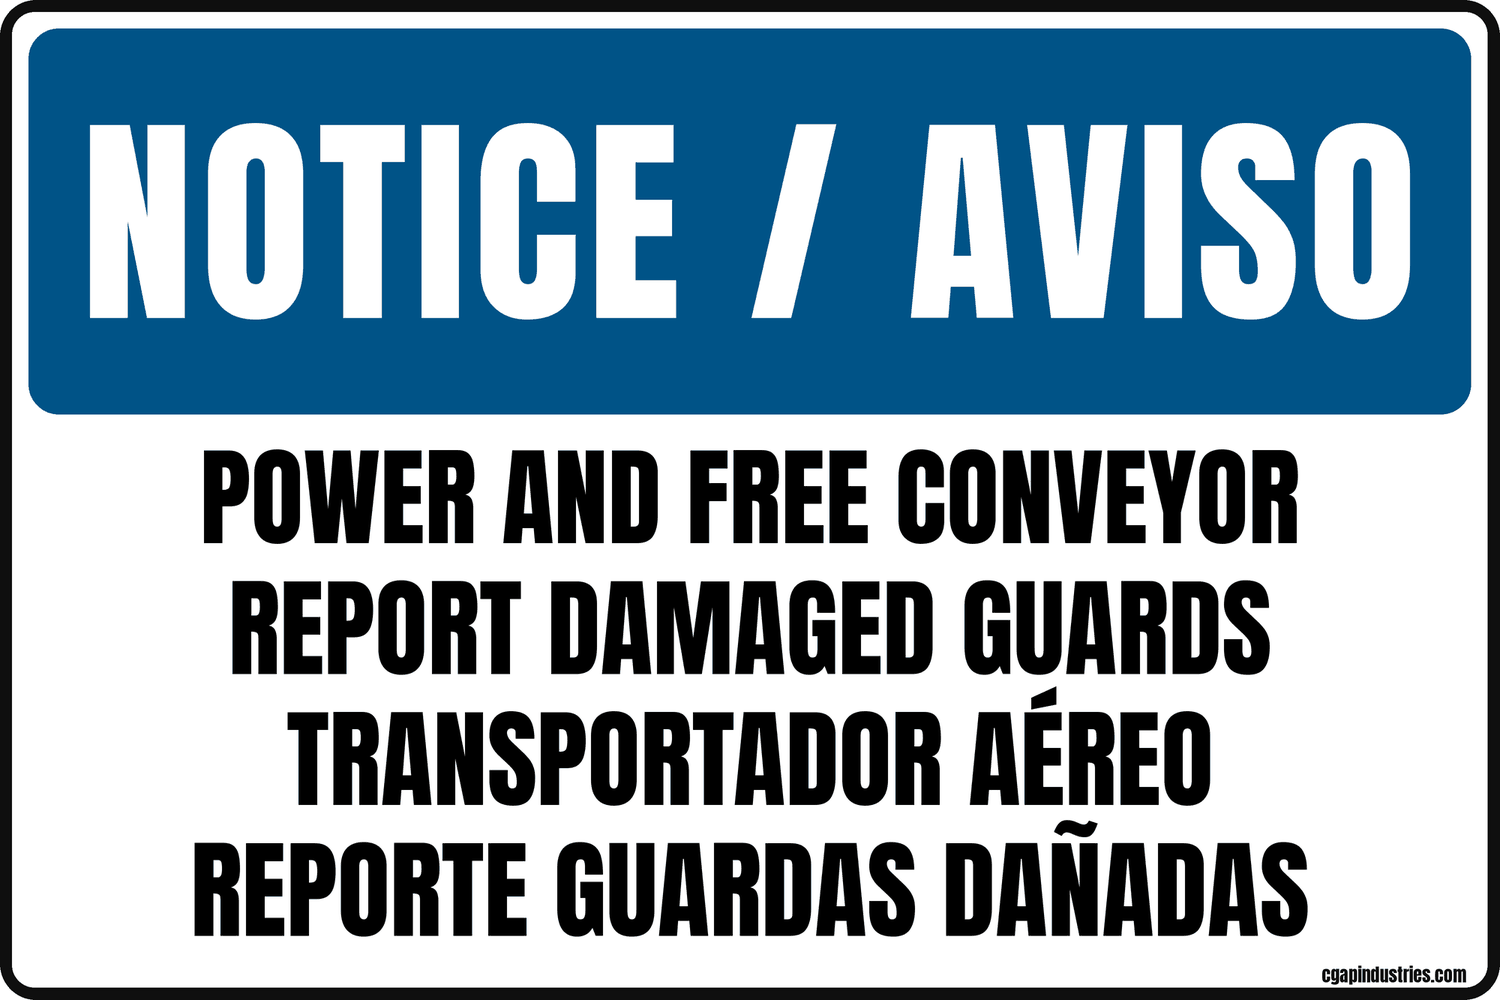 NOTICE / AVISO
POWER AND FREE CONVEYOR
REPORT DAMAGED GUARDS
TRANSPORTADOR AÉREO
REPORTE GUARDAS DAÑADAS
cgapindustries.com